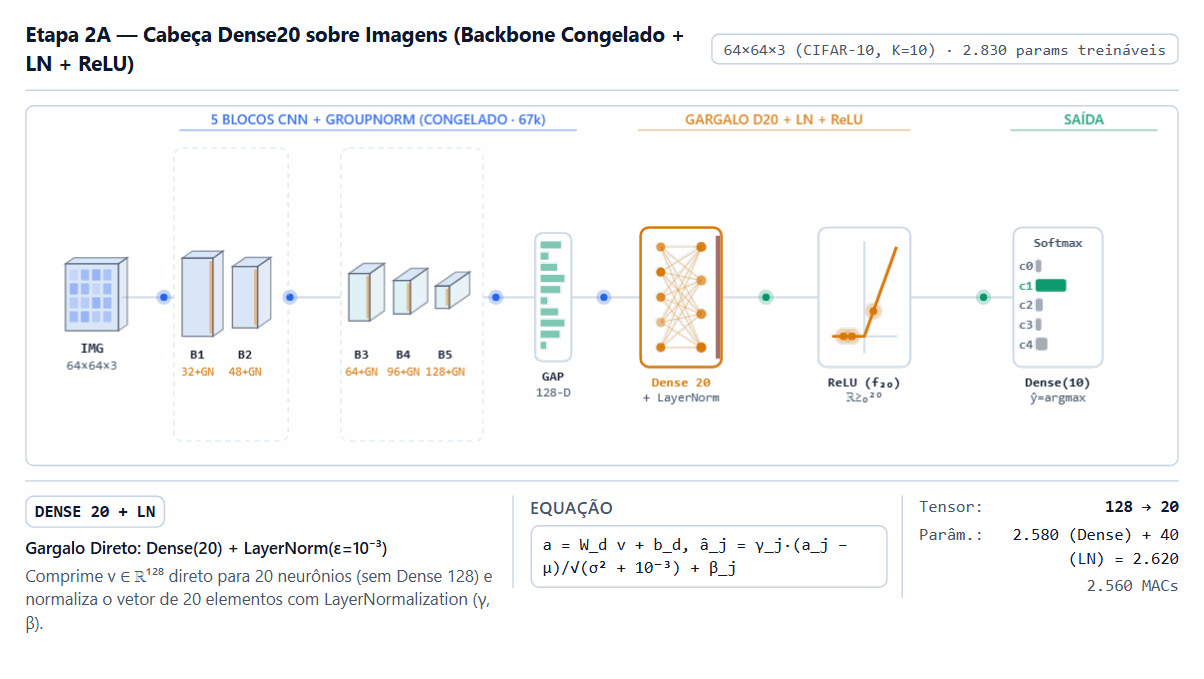 Etapa 2A — Cabeça Dense20 sobre Imagens (Backbone Congelado +
LN + ReLU)
64×64×3 (CIFAR-10, K=10) · 2.830 params treináveis
5 BLOCOS CNN + GROUPNORM (CONGELADO · 67k)
GARGALO D20 + LN + ReLU
SAÍDA
IMG
64×64×3
B1
32+GN
B2
48+GN
B3
64+GN
B4
96+GN
B5
128+GN
GAP
128-D
Dense 20
+ LayerNorm
ReLU (f₂₀)
ℝ≥₀²⁰
Softmax
c0
c1
c2
c3
c4
Dense(10)
ŷ=argmax
DENSE 20 + LN
Gargalo Direto: Dense(20) + LayerNorm(ε=10⁻³)
Comprime v ∈ ℝ¹²⁸ direto para 20 neurônios (sem Dense 128) e
normaliza o vetor de 20 elementos com LayerNormalization (γ,
β).
EQUAÇÃO
a = W_d v + b_d, â_j = γ_j·(a_j −
μ)/√(σ² + 10⁻³) + β_j
Tensor: 128 → 20
Parâm.: 2.580 (Dense) + 40
(LN) = 2.620
2.560 MACs